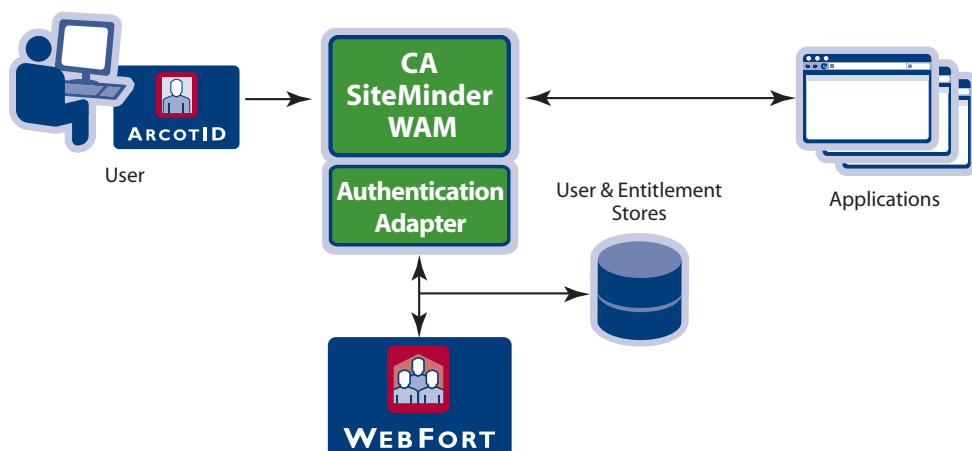 CA
SiteMinder
WAM
ARCOTID
User
Authentication
Adapter
User & Entitlement
Stores
Applications
WEBFORT